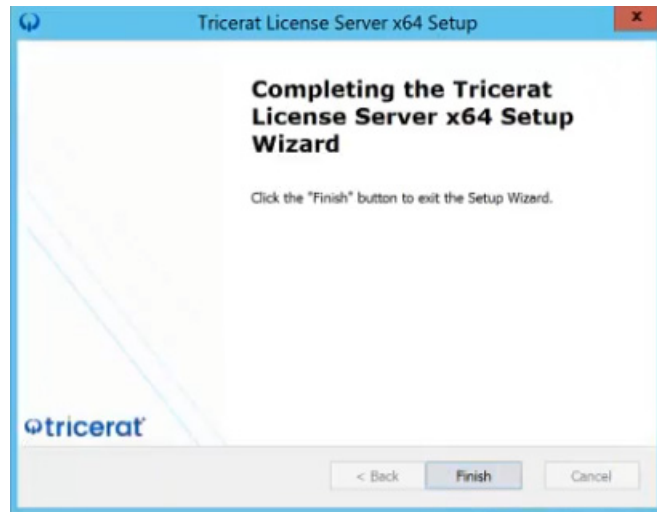 Tricerat License Server x64 Setup
x
Completing the Tricerat
License Server x64 Setup
Wizard
Click the "Finish" button to exit the Setup Wizard.
tricerat
< Back Finish Cancel